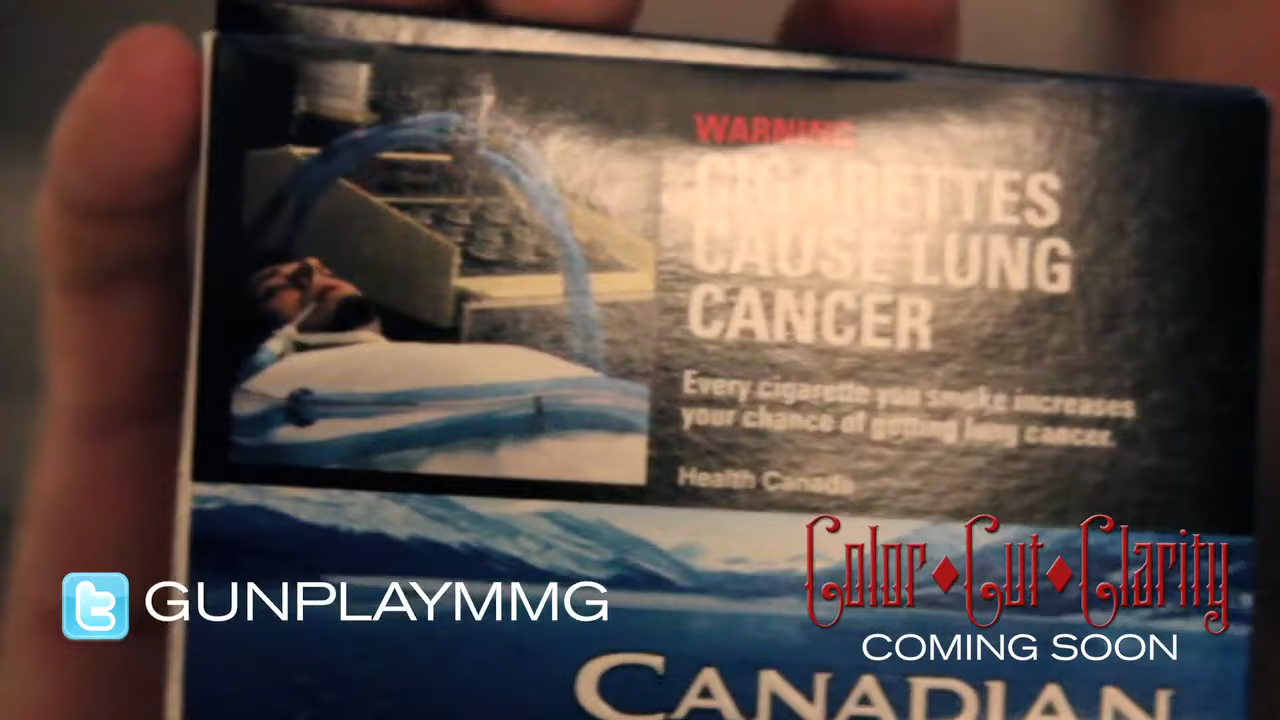 WARNING
CIGARETTES
CAUSE LUNG
CANCER
Every cigarette you smoke increases
your chance of getting lung cancer.
Health Canada
Color Cut Clarity
GUNPLAYMMG
COMING SOON
CANADIAN